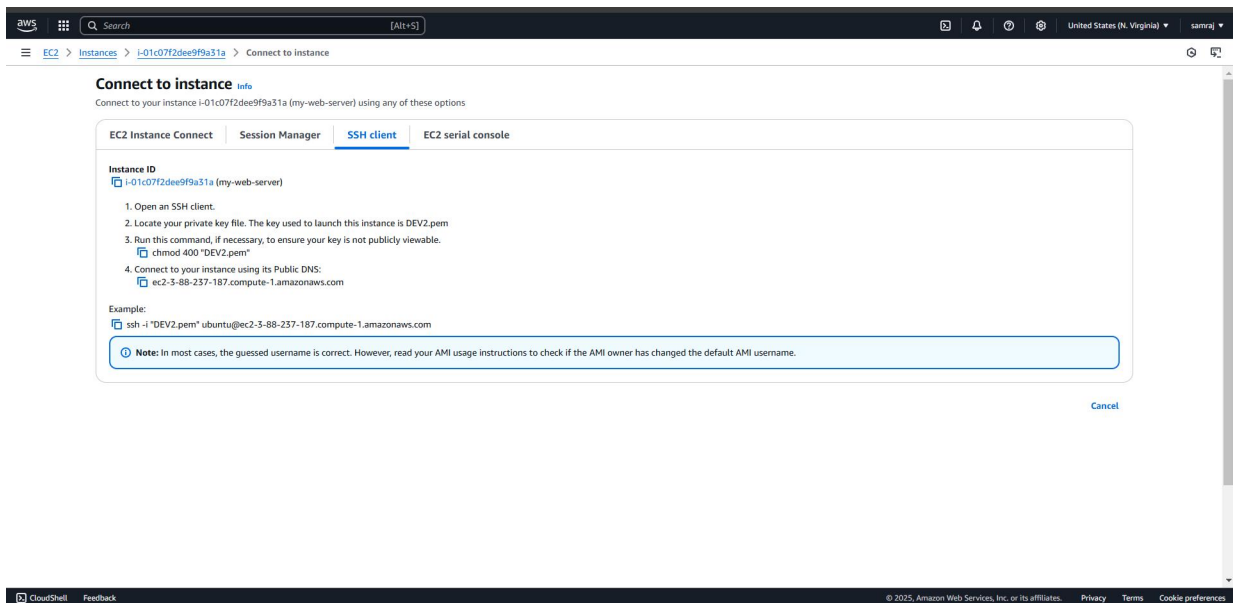 aws
Search [Alt+S]
United States (N. Virginia) samraj
EC2 > Instances > i-01c07f2dee9f9a31a > Connect to instance
Connect to instance Info
Connect to your instance i-01c07f2dee9f9a31a (my-web-server) using any of these options
EC2 Instance Connect Session Manager SSH client EC2 serial console
Instance ID
i-01c07f2dee9f9a31a (my-web-server)
1. Open an SSH client.
2. Locate your private key file. The key used to launch this instance is DEV2.pem
3. Run this command, if necessary, to ensure your key is not publicly viewable.
chmod 400 "DEV2.pem"
4. Connect to your instance using its Public DNS:
ec2-3-88-237-187.compute-1.amazonaws.com
Example:
ssh -i "DEV2.pem" ubuntu@ec2-3-88-237-187.compute-1.amazonaws.com
Note: In most cases, the guessed username is correct. However, read your AMI usage instructions to check if the AMI owner has changed the default AMI username.
Cancel
CloudShell Feedback © 2025, Amazon Web Services, Inc. or its affiliates. Privacy Terms Cookie preferences